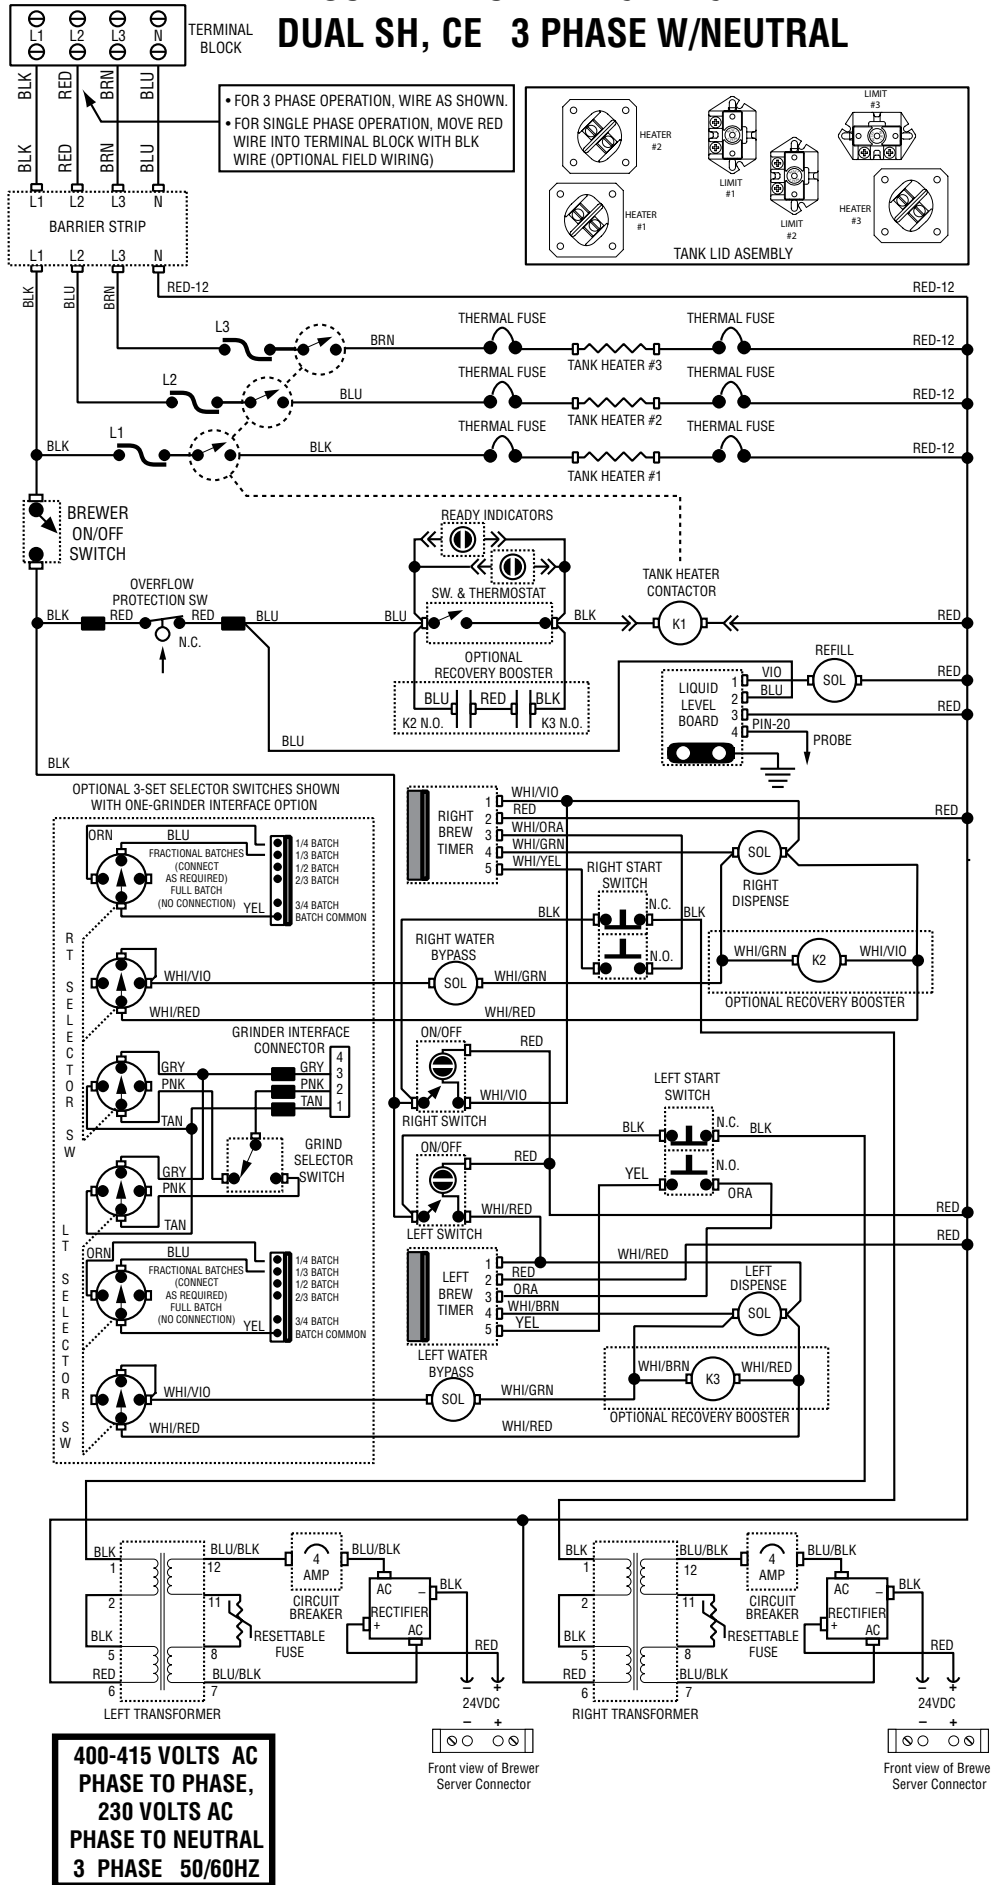 DUAL SH, CE 3 PHASE W/NEUTRAL
L1 L2 L3 N
TERMINAL
BLOCK
BLK RED BRN BLU
• FOR 3 PHASE OPERATION, WIRE AS SHOWN.
• FOR SINGLE PHASE OPERATION, MOVE RED
WIRE INTO TERMINAL BLOCK WITH BLK
WIRE (OPTIONAL FIELD WIRING)
BLK RED BRN BLU
L1 L2 L3 N
BARRIER STRIP
L1 L2 L3 N
HEATER
#2
LIMIT
#1
LIMIT
#3
HEATER
#1
LIMIT
#2
HEATER
#3
TANK LID ASEMBLY
BLK BLU BRN RED-12 RED-12
L3 BRN THERMAL FUSE TANK HEATER #3 THERMAL FUSE RED-12
L2 BLU THERMAL FUSE TANK HEATER #2 THERMAL FUSE RED-12
BLK L1 BLK THERMAL FUSE TANK HEATER #1 THERMAL FUSE RED-12
BREWER
ON/OFF
SWITCH
READY INDICATORS
OVERFLOW
PROTECTION SW
SW. & THERMOSTAT
TANK HEATER
CONTACTOR
BLK RED RED BLU BLU BLK K1 RED
N.C.
OPTIONAL
RECOVERY BOOSTER
BLU RED BLK
K2 N.O. K3 N.O.
BLU
REFILL
SOL
LIQUID
LEVEL
BOARD
1 VIO RED
2 BLU
3 RED
4 PIN-20
PROBE
BLK
OPTIONAL 3-SET SELECTOR SWITCHES SHOWN
WITH ONE-GRINDER INTERFACE OPTION
ORN BLU
FRACTIONAL BATCHES
(CONNECT
AS REQUIRED)
FULL BATCH
(NO CONNECTION)
YEL
1/4 BATCH
1/3 BATCH
1/2 BATCH
2/3 BATCH
3/4 BATCH
BATCH COMMON
RIGHT
BREW
TIMER
1 WHI/VIO
2 RED RED
3 WHI/ORA
4 WHI/GRN
5 WHI/YEL
SOL
RIGHT
DISPENSE
RIGHT START
SWITCH
BLK N.C. BLK
N.O.
RT SELECTOR SW
WHI/VIO
RIGHT WATER
BYPASS
SOL
WHI/GRN
WHI/GRN K2 WHI/VIO
OPTIONAL RECOVERY BOOSTER
WHI/RED WHI/RED
GRINDER INTERFACE
CONNECTOR
4
GRY GRY 3
PNK PNK 2
TAN TAN 1
ON/OFF
RED
WHI/VIO
RIGHT SWITCH
GRIND
SELECTOR
SWITCH
GRY
PNK
TAN
ON/OFF
RED
WHI/RED
LEFT SWITCH
LEFT START
SWITCH
BLK N.C. BLK
YEL N.O.
ORA
RED
RED
LT SELECTOR SW
ORN BLU
FRACTIONAL BATCHES
(CONNECT
AS REQUIRED)
FULL BATCH
(NO CONNECTION)
YEL
1/4 BATCH
1/3 BATCH
1/2 BATCH
2/3 BATCH
3/4 BATCH
BATCH COMMON
LEFT
BREW
TIMER
1 WHI/RED
2 RED
3 ORA
4 WHI/BRN
5 YEL
LEFT
DISPENSE
SOL
WHI/VIO
LEFT WATER
BYPASS
SOL
WHI/GRN
WHI/BRN K3 WHI/RED
OPTIONAL RECOVERY BOOSTER
WHI/RED WHI/RED
BLK 1
2
BLK 5
RED 6
12 BLU/BLK
11
8
7 BLU/BLK
LEFT TRANSFORMER
RESETTABLE
FUSE
4
AMP
CIRCUIT
BREAKER
BLU/BLK
AC –
RECTIFIER
+ AC
BLK
RED
– +
24VDC
– +
Front view of Brewer
Server Connector
BLK 1
2
BLK 5
RED 6
12 BLU/BLK
11
8
7 BLU/BLK
RIGHT TRANSFORMER
RESETTABLE
FUSE
4
AMP
CIRCUIT
BREAKER
BLU/BLK
AC –
RECTIFIER
+ AC
BLK
RED
– +
24VDC
– +
Front view of Brewe
Server Connector
400-415 VOLTS AC
PHASE TO PHASE,
230 VOLTS AC
PHASE TO NEUTRAL
3 PHASE 50/60HZ